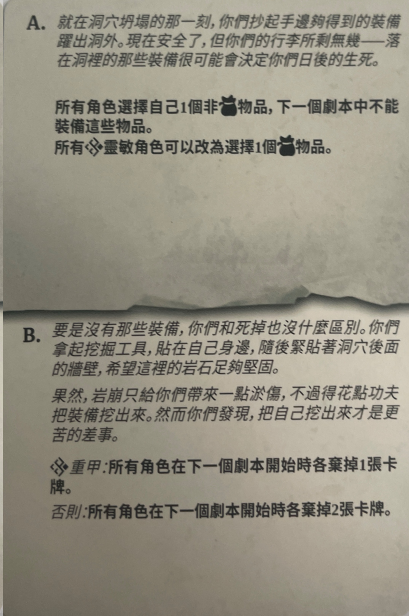 A. 就在洞穴坍塌的那一刻，你們抄起手邊夠得到的裝備
躍出洞外。現在安全了，但你們的行李所剩無幾——落
在洞裡的那些裝備很可能會決定你們日後的生死。
所有角色選擇自己1個非物品，下一個劇本中不能
裝備這些物品。
所有靈敏角色可以改為選擇1個物品。
B. 要是沒有那些裝備，你們和死掉也沒什麼區別。你們
拿起挖掘工具，貼在自己身邊，隨後緊貼著洞穴後面
的牆壁，希望這裡的岩石足夠堅固。
果然，岩崩只給你們帶來一點淤傷，不過得花點功夫
把裝備挖出來。然而你們發現，把自己挖出來才是更
苦的差事。
重甲：所有角色在下一個劇本開始時各棄掉1張卡
牌。
否則：所有角色在下一個劇本開始時各棄掉2張卡牌。